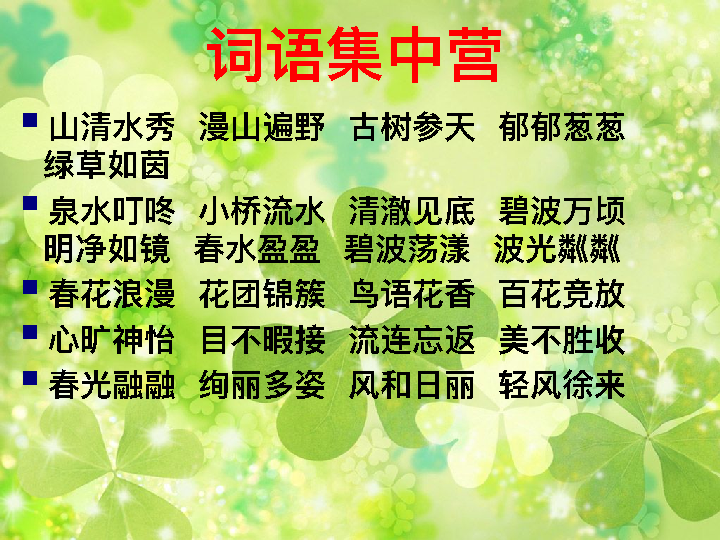 词语集中营
▪ 山清水秀 漫山遍野 古树参天 郁郁葱葱
绿草如茵
▪ 泉水叮咚 小桥流水 清澈见底 碧波万顷
明净如镜 春水盈盈 碧波荡漾 波光粼粼
▪ 春花浪漫 花团锦簇 鸟语花香 百花竞放
▪ 心旷神怡 目不暇接 流连忘返 美不胜收
▪ 春光融融 绚丽多姿 风和日丽 轻风徐来